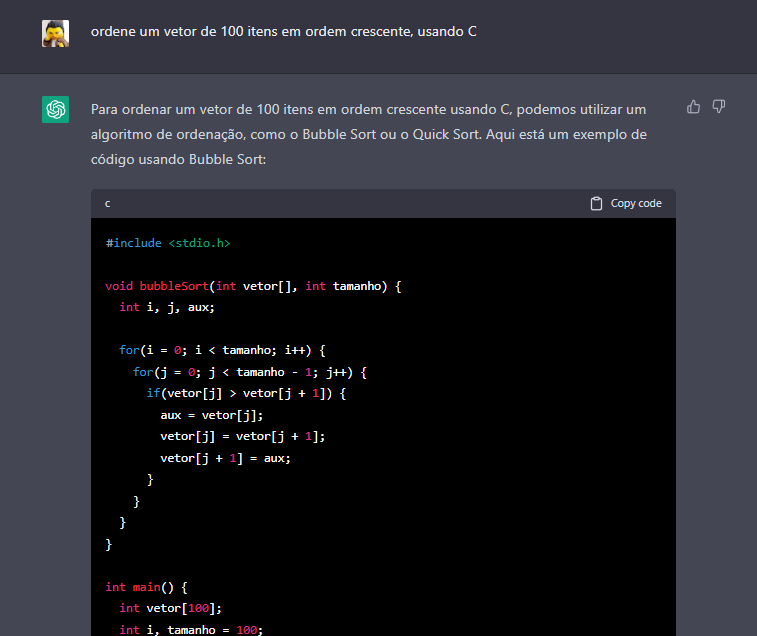 ordene um vetor de 100 itens em ordem crescente, usando C
Para ordenar um vetor de 100 itens em ordem crescente usando C, podemos utilizar um
algoritmo de ordenação, como o Bubble Sort ou o Quick Sort. Aqui está um exemplo de
código usando Bubble Sort:
c
Copy code
#include <stdio.h>
void bubbleSort(int vetor[], int tamanho) {
  int i, j, aux;
  for(i = 0; i < tamanho; i++) {
    for(j = 0; j < tamanho - 1; j++) {
      if(vetor[j] > vetor[j + 1]) {
        aux = vetor[j];
        vetor[j] = vetor[j + 1];
        vetor[j + 1] = aux;
      }
    }
  }
}
int main() {
  int vetor[100];
  int i, tamanho = 100;